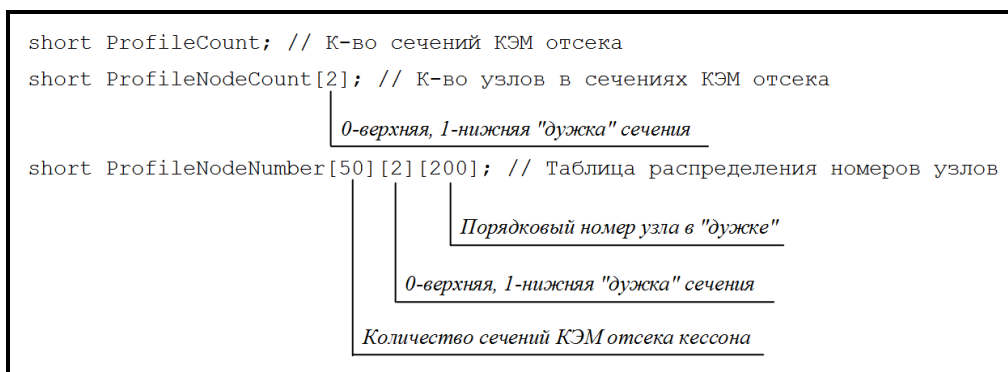 short ProfileCount; // К-во сечений КЭМ отсека
short ProfileNodeCount[2]; // К-во узлов в сечениях КЭМ отсека
0-верхняя, 1-нижняя "дужка" сечения
short ProfileNodeNumber[50][2][200]; // Таблица распределения номеров узлов
Порядковый номер узла в "дужке"
0-верхняя, 1-нижняя "дужка" сечения
Количество сечений КЭМ отсека кессона